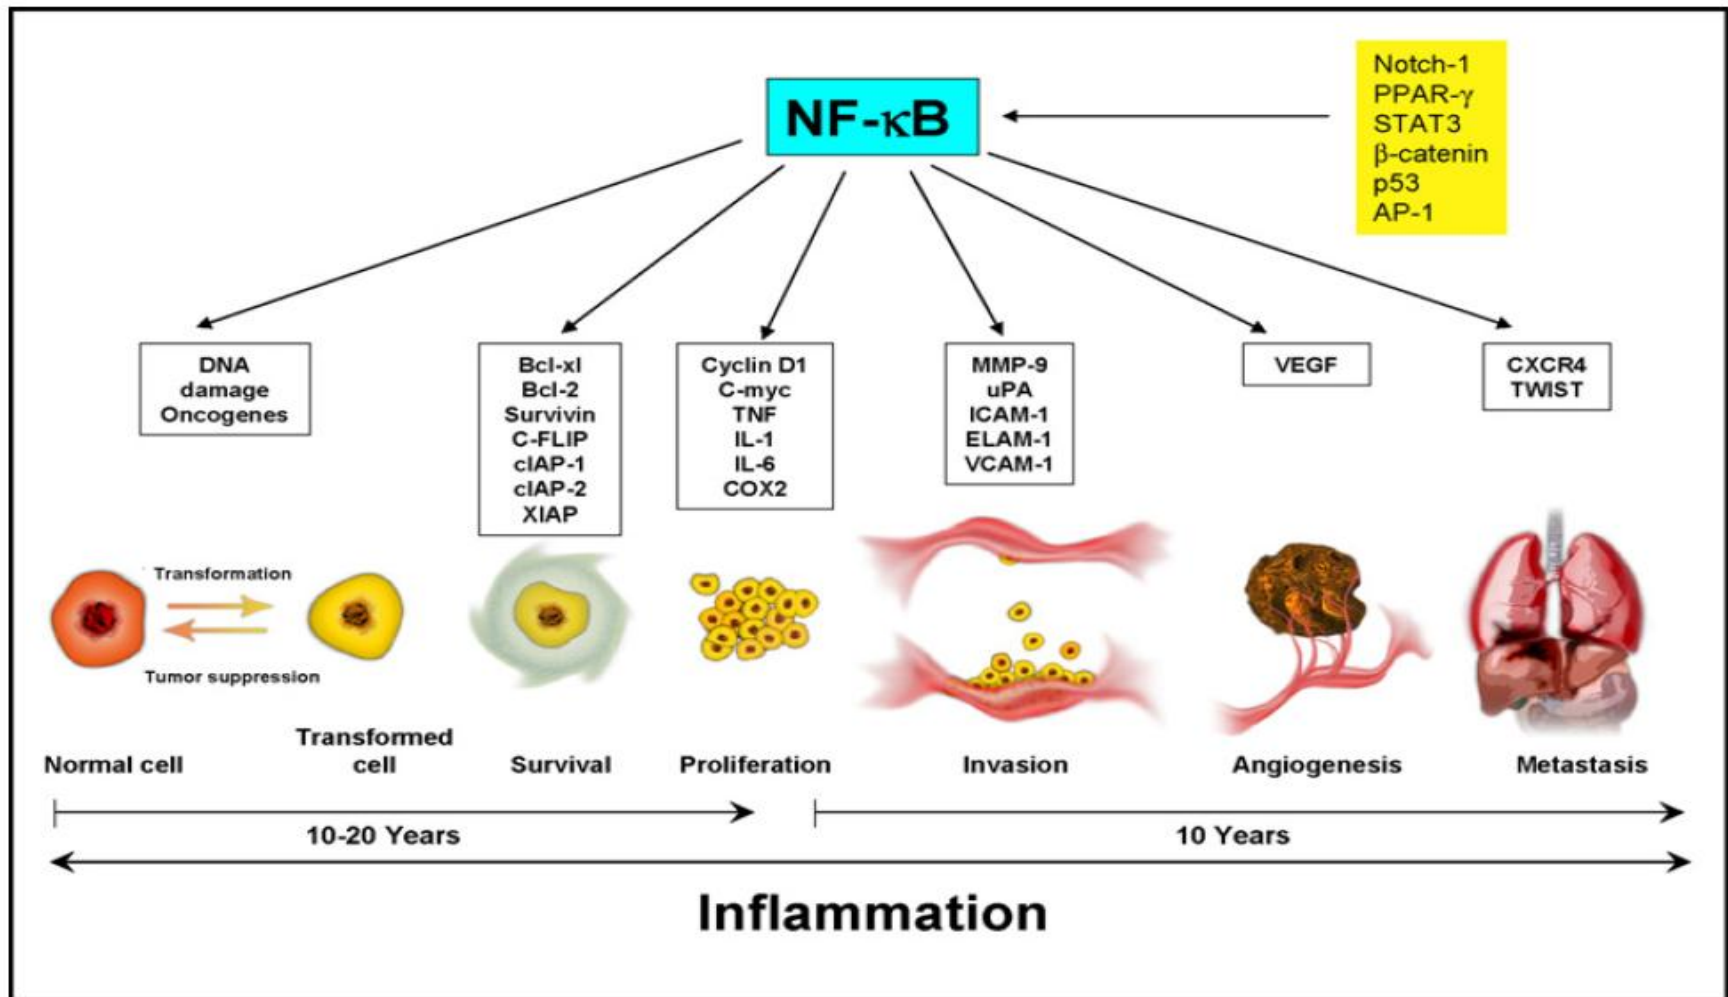 NF-κB
Notch-1
PPAR-γ
STAT3
β-catenin
p53
AP-1
DNA
damage
Oncogenes
Bcl-xl
Bcl-2
Survivin
C-FLIP
cIAP-1
cIAP-2
XIAP
Cyclin D1
C-myc
TNF
IL-1
IL-6
COX2
MMP-9
uPA
ICAM-1
ELAM-1
VCAM-1
VEGF
CXCR4
TWIST
Transformation
Tumor suppression
Normal cell
Transformed
cell
Survival
Proliferation
Invasion
Angiogenesis
Metastasis
10-20 Years
10 Years
Inflammation